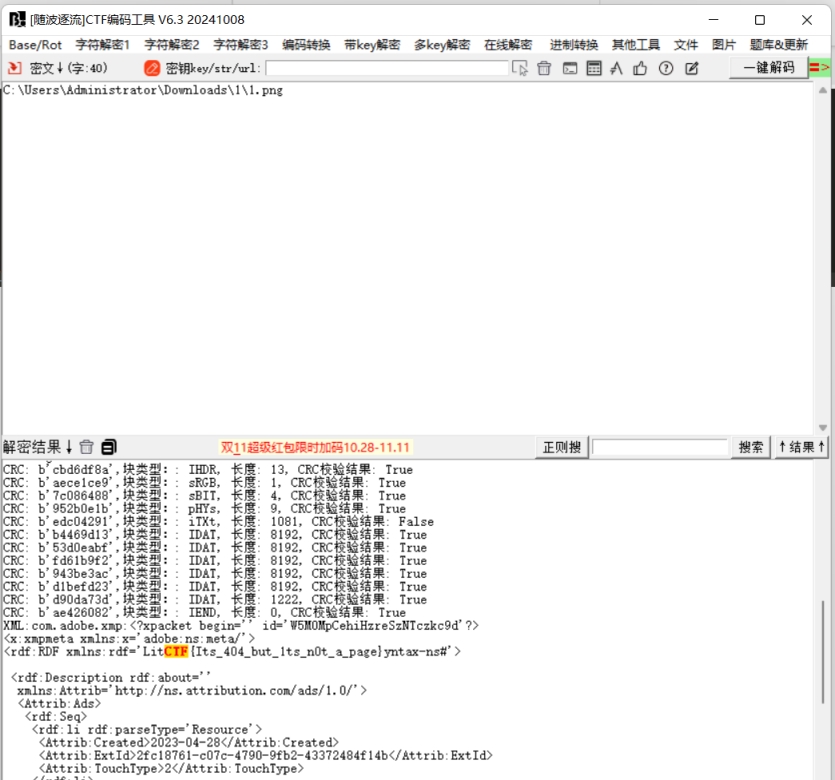 [随波逐流]CTF编码工具 V6.3 20241008
Base/Rot 字符解密1 字符解密2 字符解密3 编码转换 带key解密 多key解密 在线解密 进制转换 其他工具 文件 图片 题库&更新
密文↓(字:40) 密钥key/str/url: 一键解码 =>
C:\Users\Administrator\Downloads\1\1.png
解密结果↓ 双11超级红包限时加码10.28-11.11 正则搜 搜索 ↑结果↑
CRC: b'cbd6df8a',块类型: : IHDR, 长度: 13, CRC校验结果: True
CRC: b'aece1ce9',块类型: : sRGB, 长度: 1, CRC校验结果: True
CRC: b'7c086488',块类型: : sBIT, 长度: 4, CRC校验结果: True
CRC: b'952b0e1b',块类型: : pHYs, 长度: 9, CRC校验结果: True
CRC: b'edc04291',块类型: : iTXt, 长度: 1081, CRC校验结果: False
CRC: b'b4469d13',块类型: : IDAT, 长度: 8192, CRC校验结果: True
CRC: b'53d0eabf',块类型: : IDAT, 长度: 8192, CRC校验结果: True
CRC: b'fd61b9f2',块类型: : IDAT, 长度: 8192, CRC校验结果: True
CRC: b'943be3ac',块类型: : IDAT, 长度: 8192, CRC校验结果: True
CRC: b'd1befd23',块类型: : IDAT, 长度: 8192, CRC校验结果: True
CRC: b'd90da73d',块类型: : IDAT, 长度: 1222, CRC校验结果: True
CRC: b'ae426082',块类型: : IEND, 长度: 0, CRC校验结果: True
XML:com.adobe.xmp:<?xpacket begin='' id='W5M0MpCehiHzreSzNTczkc9d'?>
<x:xmpmeta xmlns:x='adobe:ns:meta/'>
<rdf:RDF xmlns:rdf='LitCTF{Its_404_but_1ts_n0t_a_page}yntax-ns#'>
<rdf:Description rdf:about=''
xmlns:Attrib='http://ns.attribution.com/ads/1.0/'>
<Attrib:Ads>
<rdf:Seq>
<rdf:li rdf:parseType='Resource'>
<Attrib:Created>2023-04-28</Attrib:Created>
<Attrib:ExtId>2fc18761-c07c-4790-9fb2-43372484f14b</Attrib:ExtId>
<Attrib:TouchType>2</Attrib:TouchType>